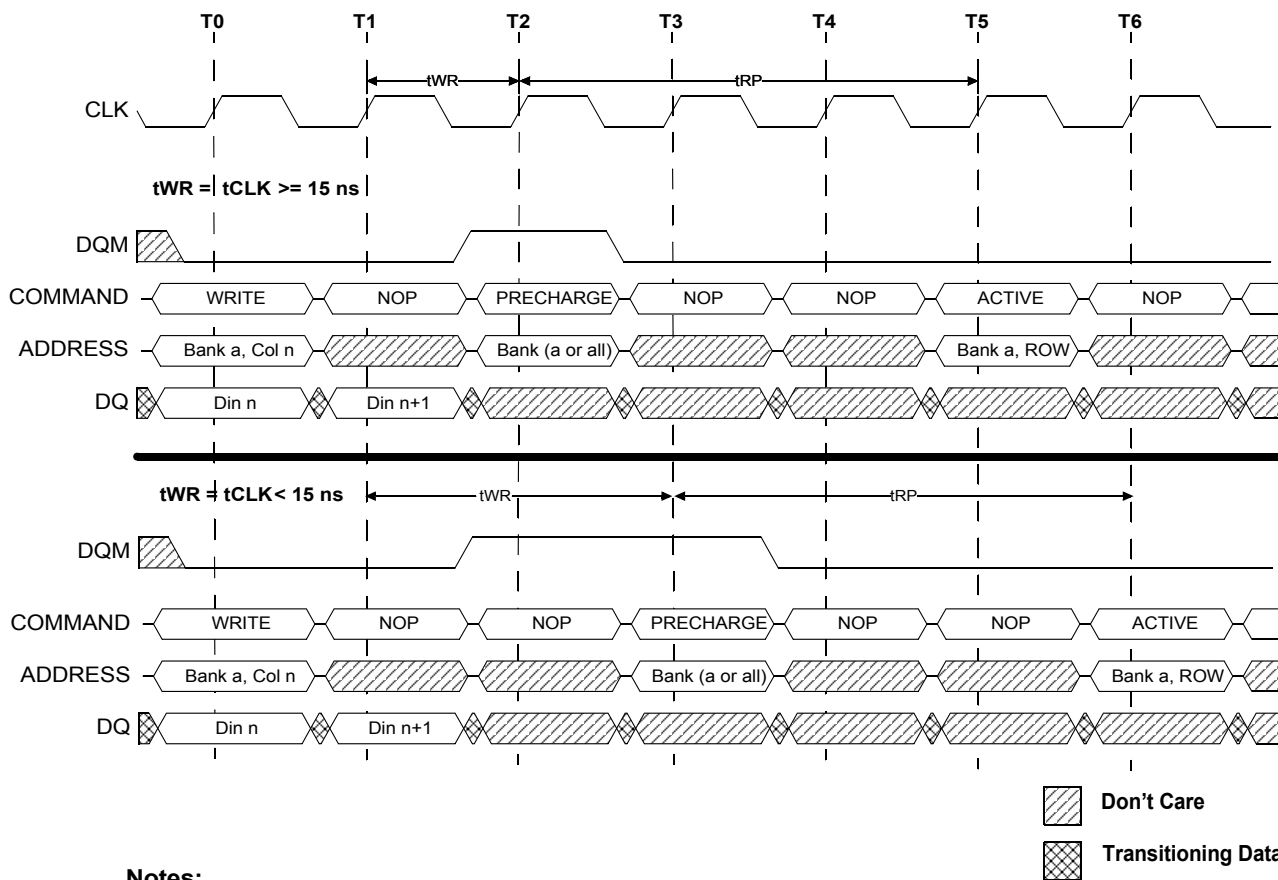 T0 T1 T2 T3 T4 T5 T6
tWR tRP
CLK
tWR = tCLK >= 15 ns
DQM
COMMAND WRITE NOP PRECHARGE NOP NOP ACTIVE NOP
ADDRESS Bank a, Col n Bank (a or all) Bank a, ROW
DQ Din n Din n+1
tWR = tCLK< 15 ns tWR tRP
DQM
COMMAND WRITE NOP NOP PRECHARGE NOP NOP ACTIVE
ADDRESS Bank a, Col n Bank (a or all) Bank a, ROW
DQ Din n Din n+1
Don't Care
Transitioning Data
Notes: